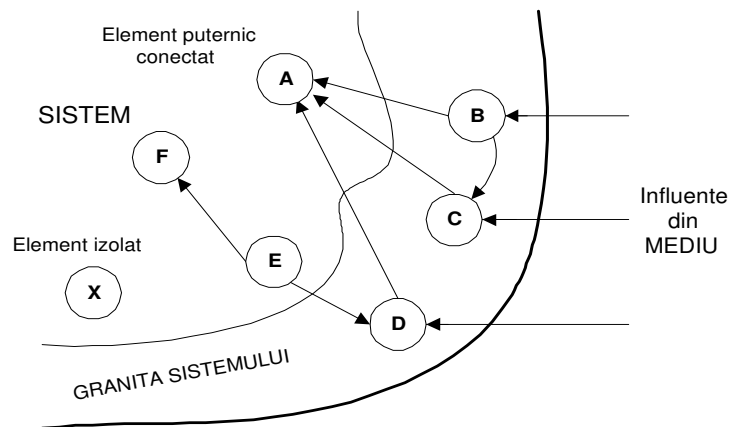 Element puternic
conectat
A
B
SISTEM
F
Influente
din
MEDIU
C
Element izolat
E
X
D
GRANITA SISTEMULUI